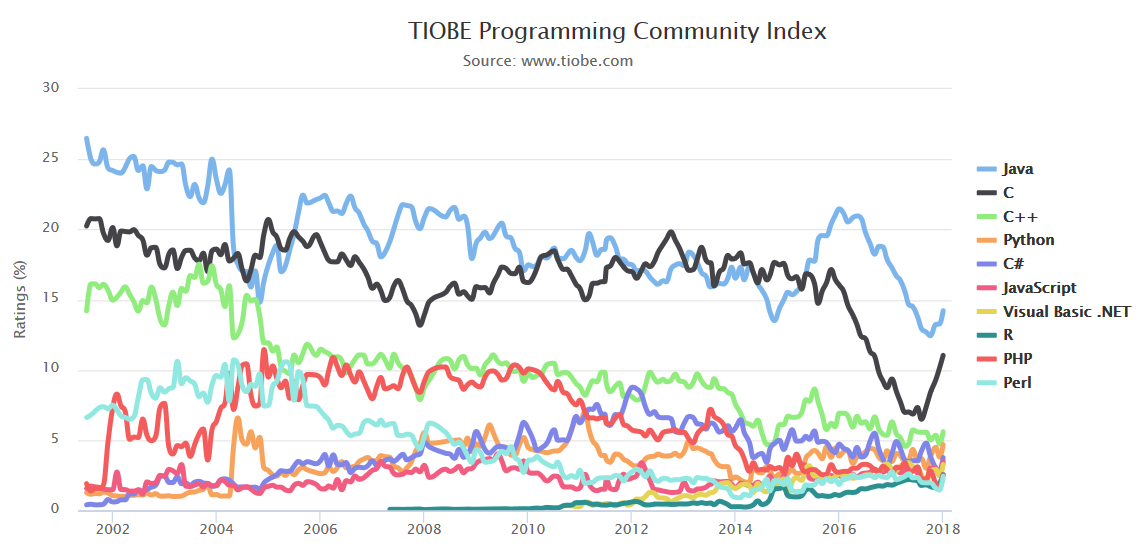 TIOBE Programming Community Index
Source: www.tiobe.com
Ratings (%)
30
25
20
15
10
5
0
2002 2004 2006 2008 2010 2012 2014 2016 2018
Java
C
C++
Python
C#
JavaScript
Visual Basic .NET
R
PHP
Perl